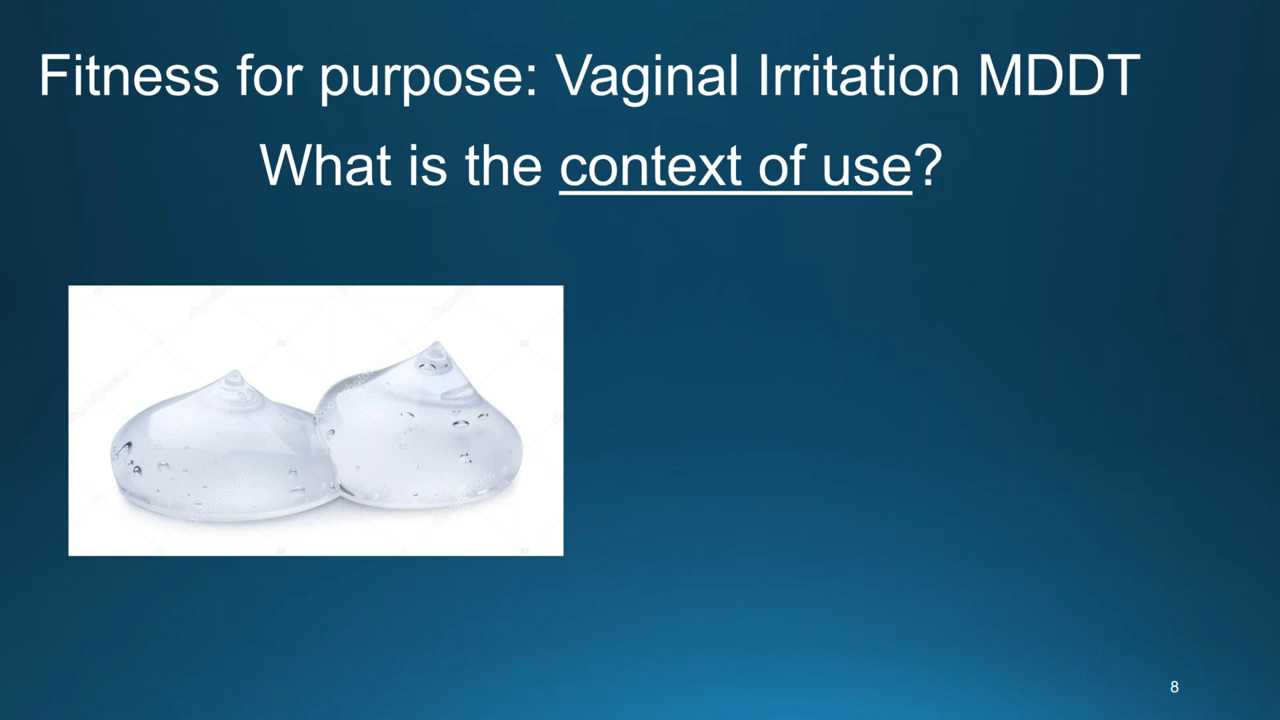 Fitness for purpose: Vaginal Irritation MDDT
What is the context of use?
8